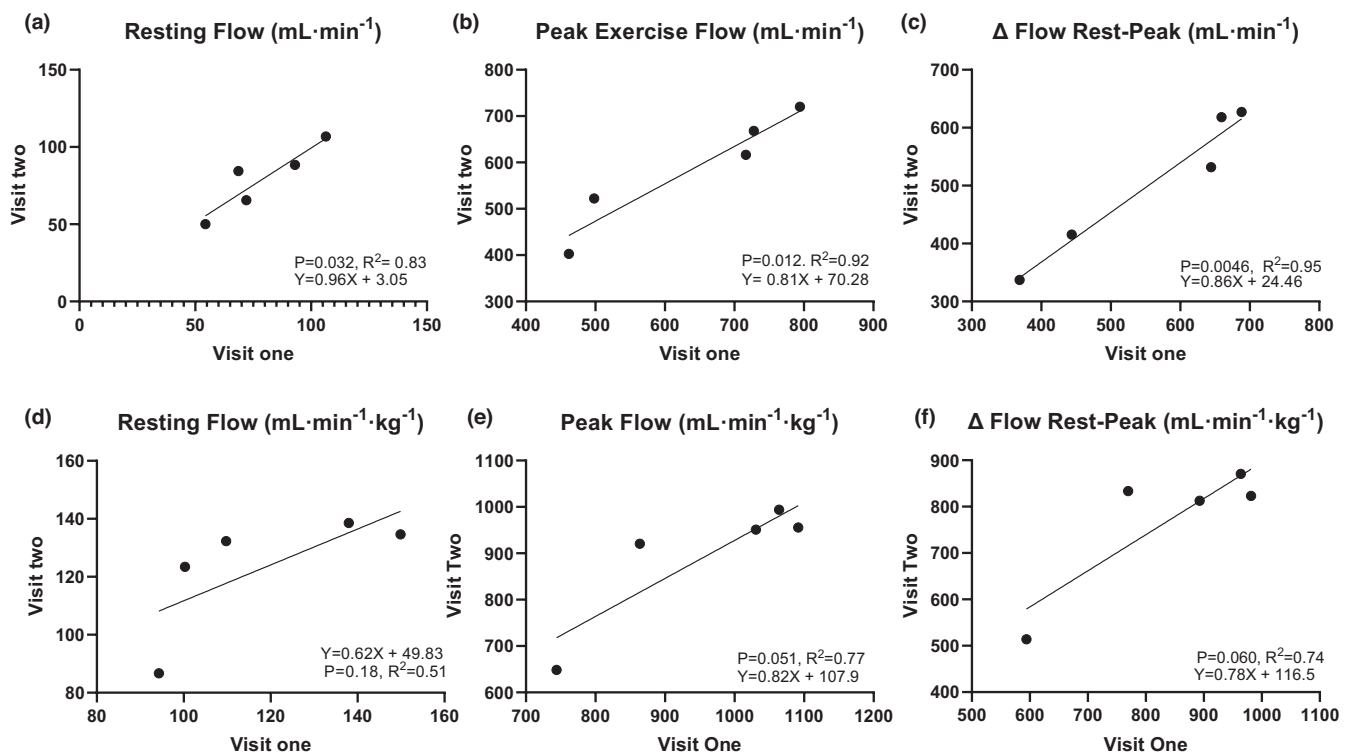 (a) Resting Flow (mL·min⁻¹)
150
100
50
0
Visit two
P=0.032, R²= 0.83
Y=0.96X + 3.05
0 50 100 150
Visit one
(b) Peak Exercise Flow (mL·min⁻¹)
800
700
600
500
400
300
Visit two
P=0.012. R²=0.92
Y= 0.81X + 70.28
400 500 600 700 800 900
Visit one
(c) Δ Flow Rest-Peak (mL·min⁻¹)
700
600
500
400
300
Visit two
P=0.0046, R²=0.95
Y=0.86X + 24.46
300 400 500 600 700 800
Visit one
(d) Resting Flow (mL·min⁻¹·kg⁻¹)
160
140
120
100
80
Visit two
Y=0.62X + 49.83
P=0.18, R²=0.51
80 100 120 140 160
Visit one
(e) Peak Flow (mL·min⁻¹·kg⁻¹)
1100
1000
900
800
700
600
Visit Two
P=0.051, R²=0.77
Y=0.82X + 107.9
700 800 900 1000 1100 1200
Visit One
(f) Δ Flow Rest-Peak (mL·min⁻¹·kg⁻¹)
900
800
700
600
500
400
Visit Two
P=0.060, R²=0.74
Y=0.78X + 116.5
500 600 700 800 900 1000 1100
Visit One